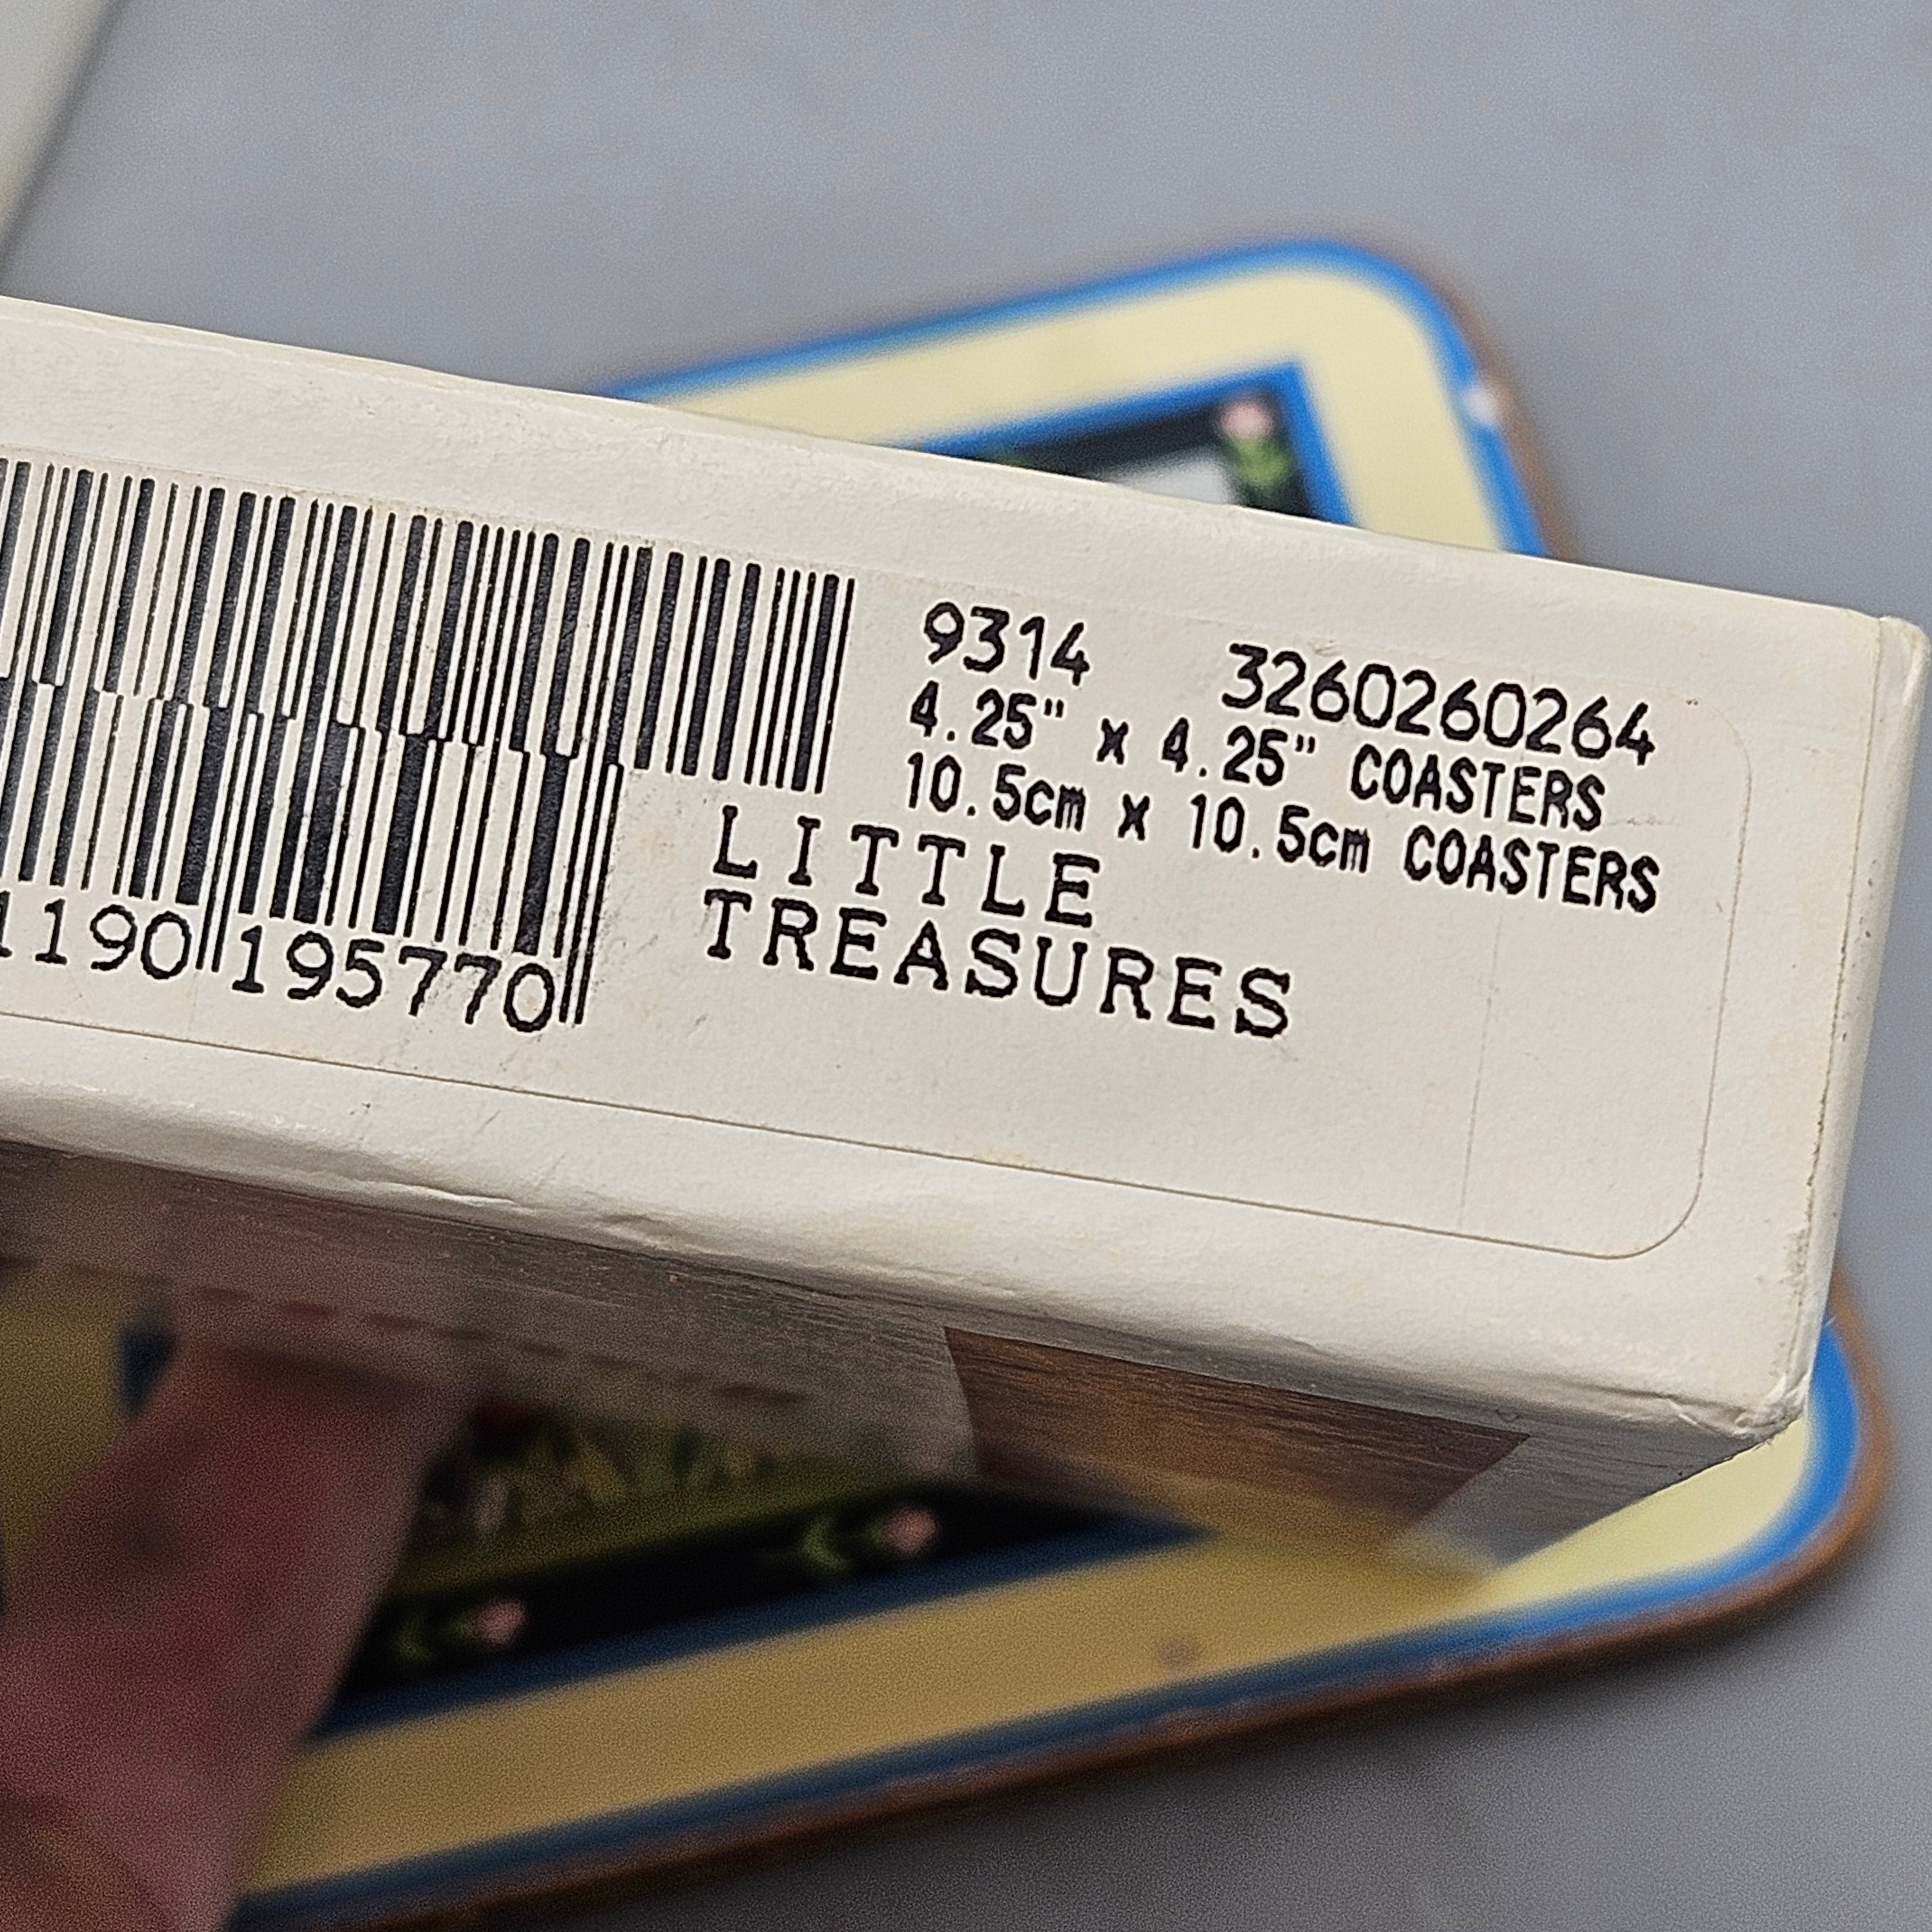 9314 3260260264
4.25" x 4.25" COASTERS
10.5cm x 10.5cm COASTERS
LITTLE
TREASURES
1190 195770